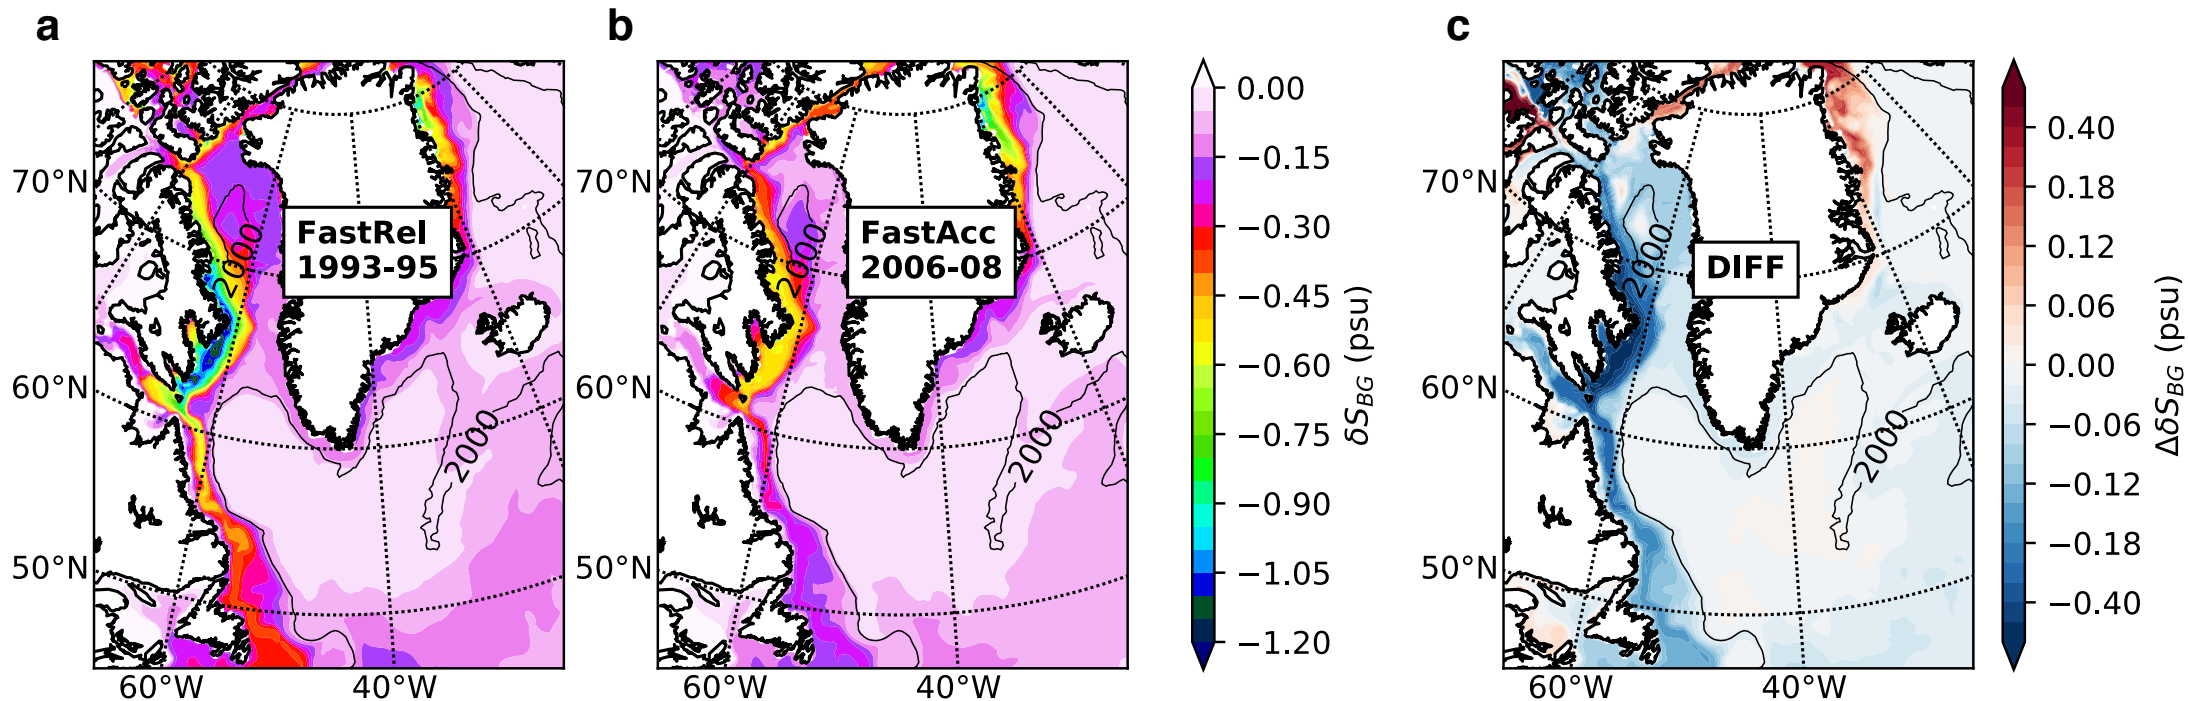 a
b
c
70°N
60°N
50°N
60°W
40°W
2000
2000
FastRel
1993-95
70°N
60°N
50°N
60°W
40°W
2000
2000
FastAcc
2006-08
0.00
−0.15
−0.30
−0.45
−0.60
−0.75
−0.90
−1.05
−1.20
δS_BG (psu)
70°N
60°N
50°N
60°W
40°W
2000
2000
DIFF
0.40
0.18
0.12
0.06
0.00
−0.06
−0.12
−0.18
−0.40
ΔδS_BG (psu)